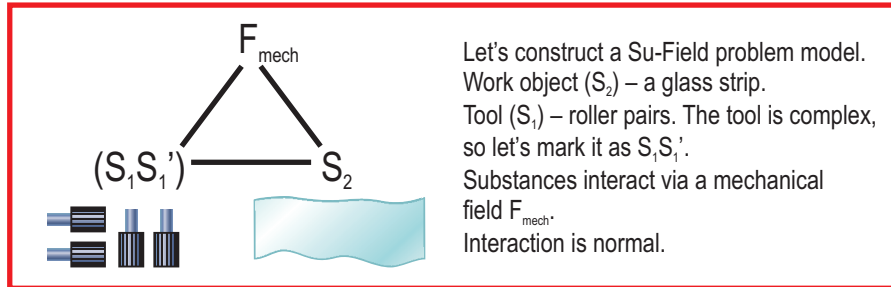 F mech
(S₁S₁’) S₂
Let’s construct a Su-Field problem model.
Work object (S₂) – a glass strip.
Tool (S₁) – roller pairs. The tool is complex,
so let’s mark it as S₁S₁’.
Substances interact via a mechanical
field F mech.
Interaction is normal.